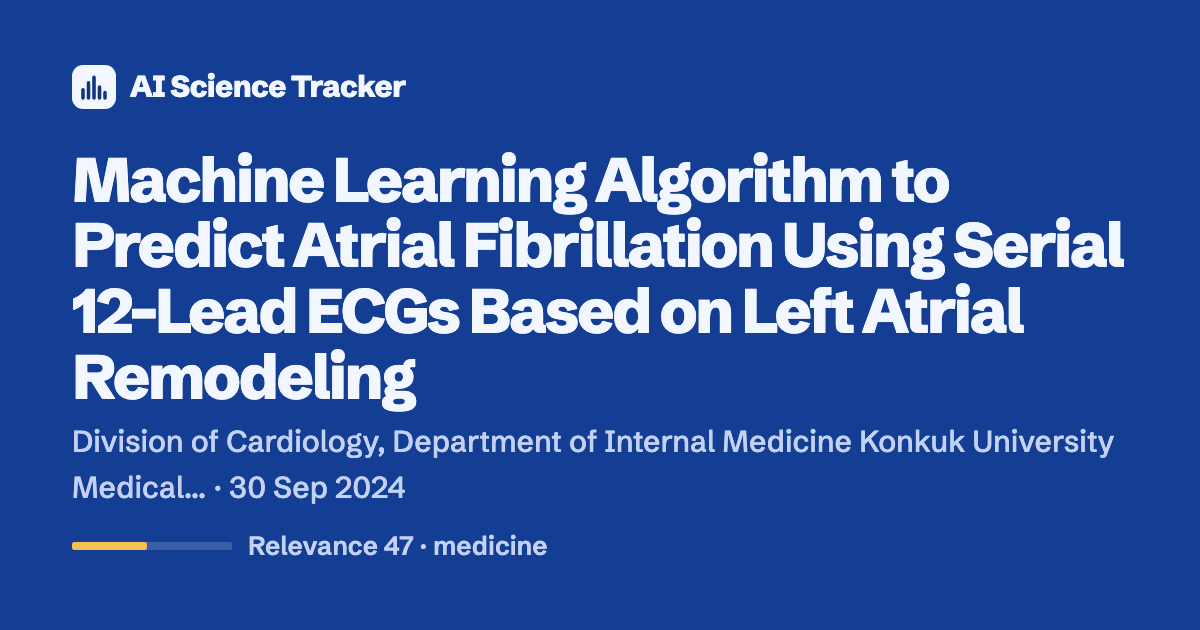 AI Science Tracker
Machine Learning Algorithm to
Predict Atrial Fibrillation Using Serial
12-Lead ECGs Based on Left Atrial
Remodeling
Division of Cardiology, Department of Internal Medicine Konkuk University
Medical... · 30 Sep 2024
Relevance 47 · medicine